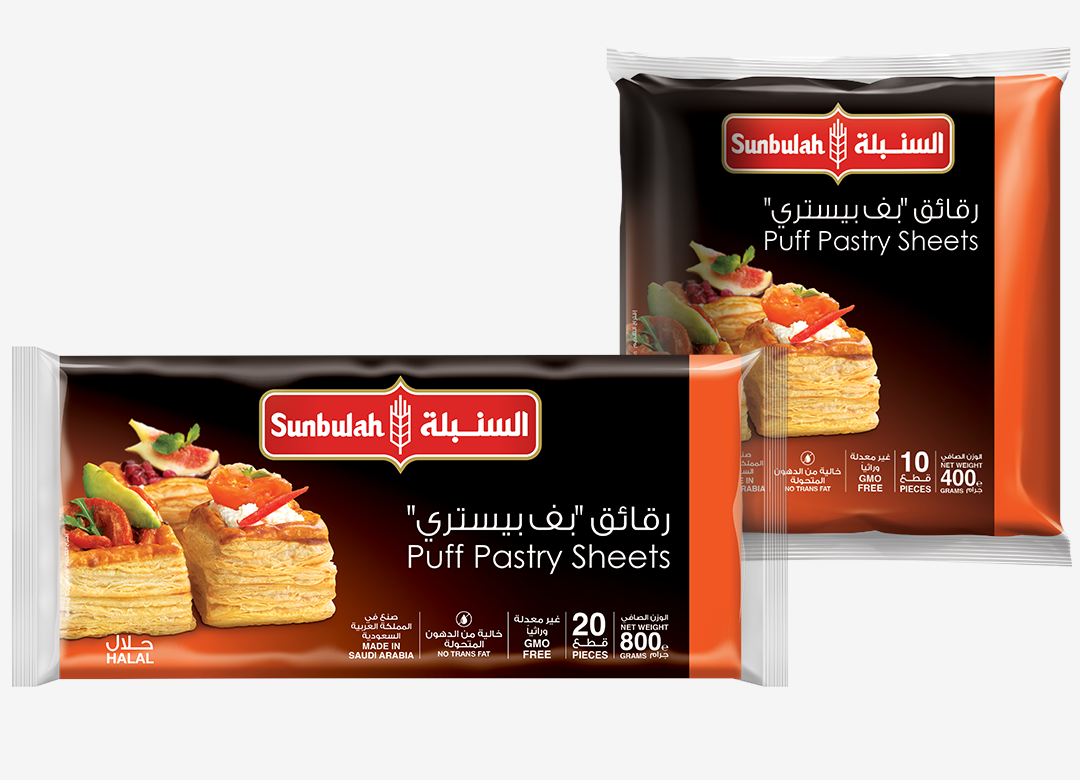 Sunbulah السنبلة
رقائق "بف بيستري"
Puff Pastry Sheets
خالية من الدهون
المتحولة
NO TRANS FAT
غير معدلة
وراثياً
GMO
FREE
10
قطع
PIECES
الوزن الصافي
NET WEIGHT
400e
GRAMS جرام
Sunbulah السنبلة
رقائق "بف بيستري"
Puff Pastry Sheets
حلال
HALAL
صنع في
المملكة العربية
السعودية
MADE IN
SAUDI ARABIA
خالية من الدهون
المتحولة
NO TRANS FAT
غير معدلة
وراثياً
GMO
FREE
20
قطع
PIECES
الوزن الصافي
NET WEIGHT
800e
GRAMS جرام